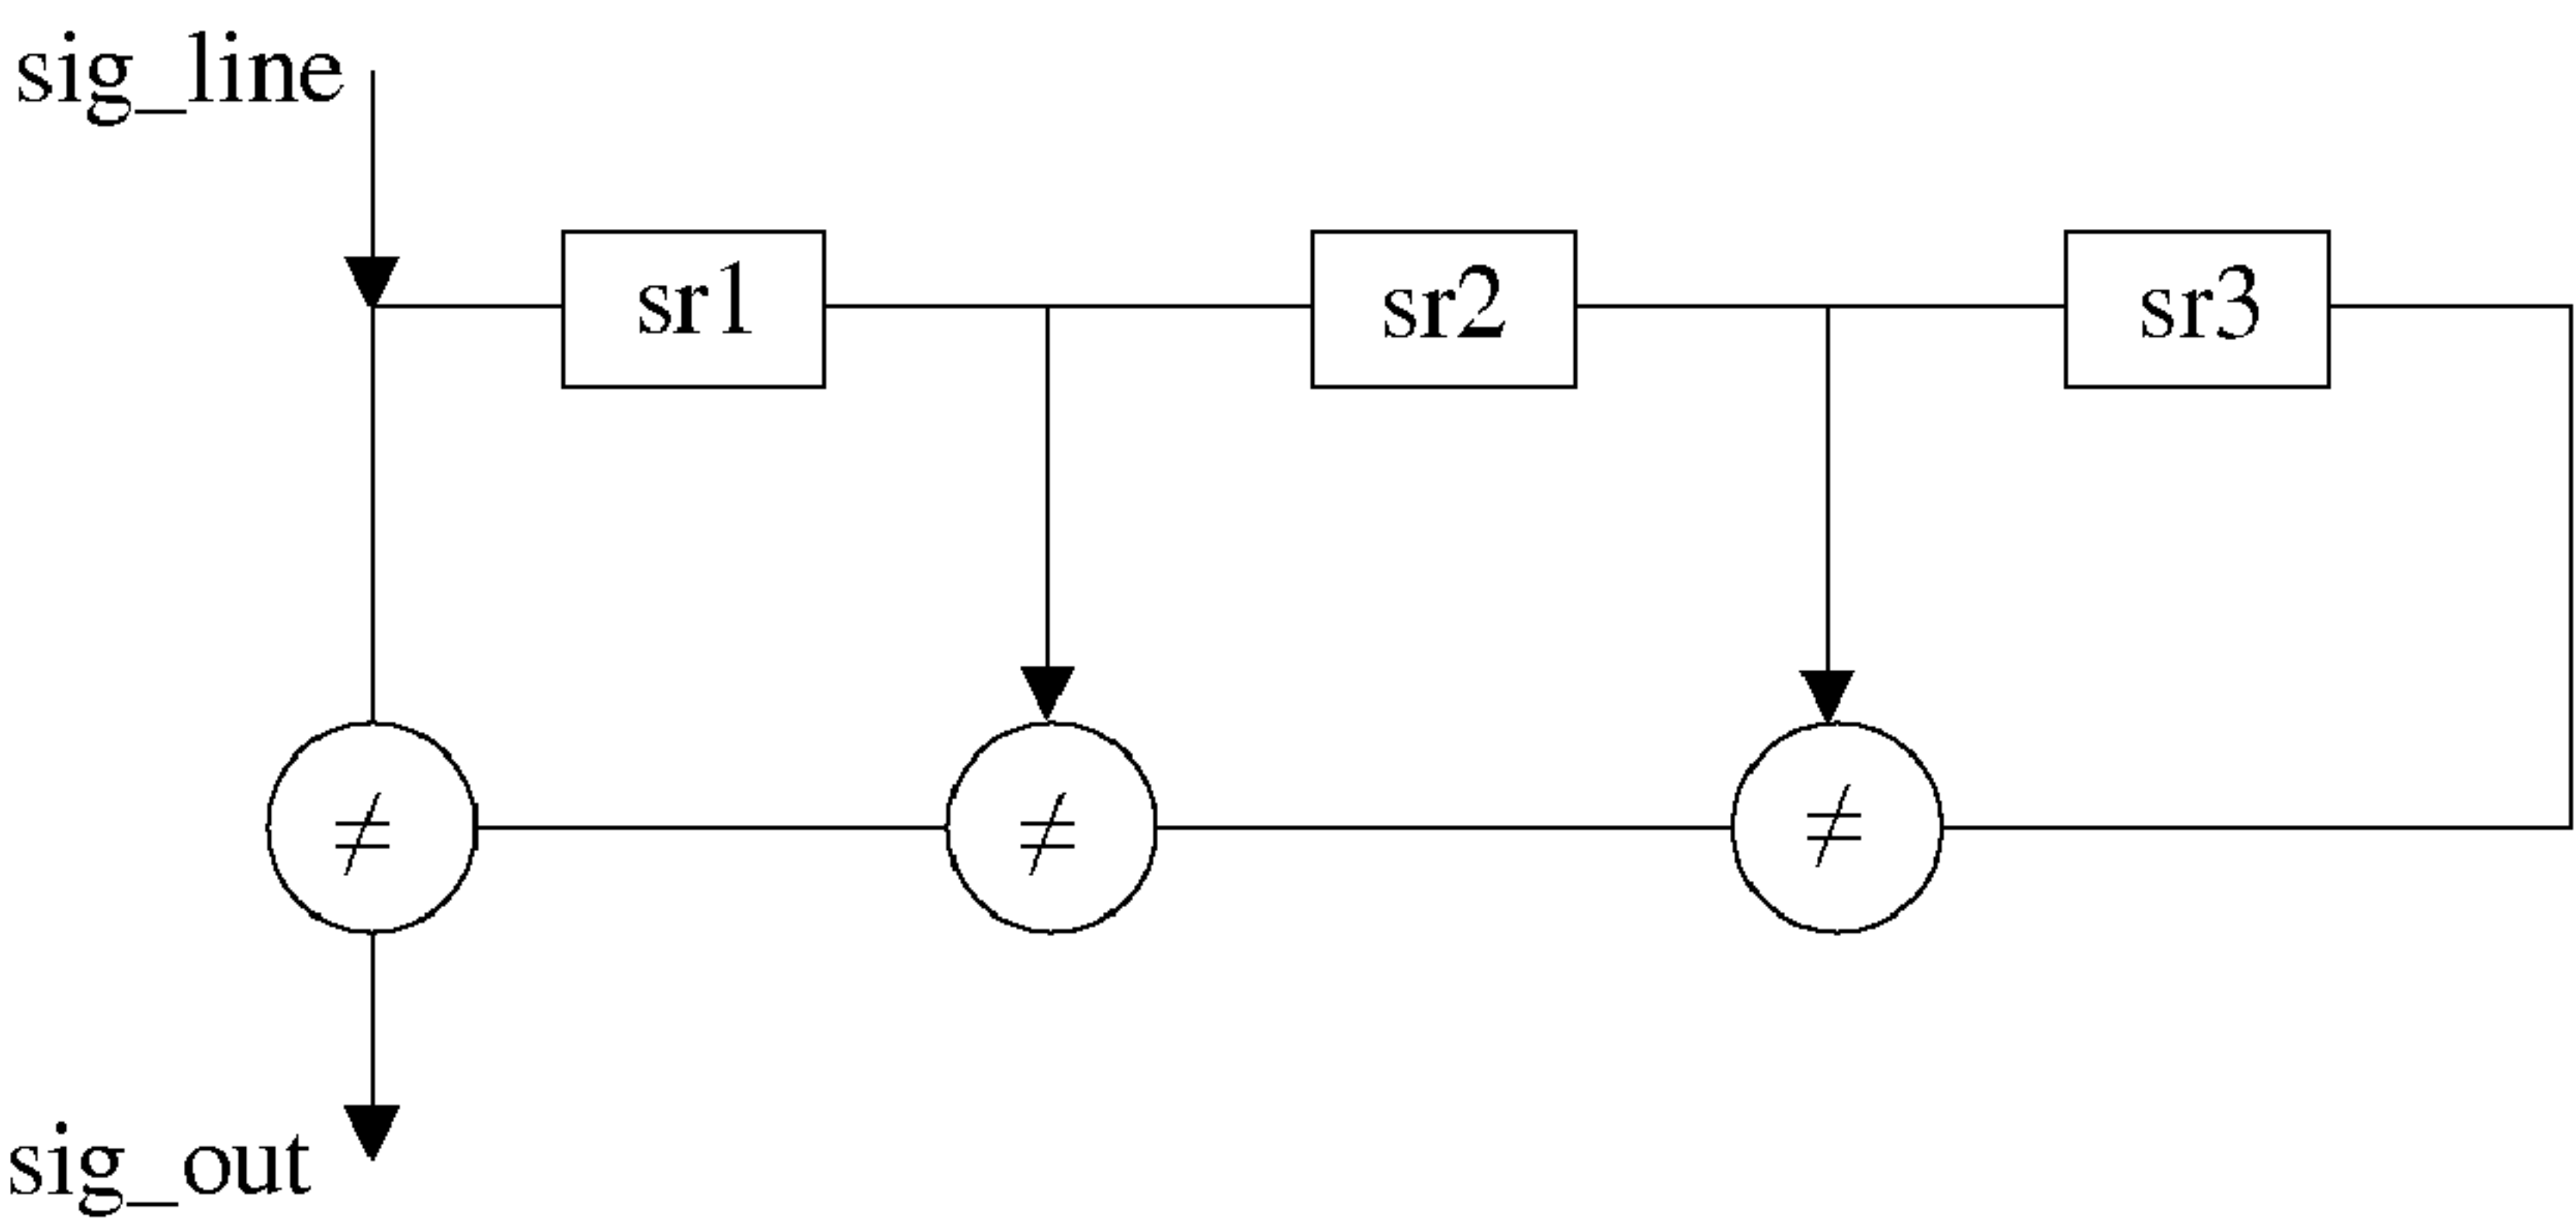 sig_line
sr1
sr2
sr3
≠
≠
≠
sig_out